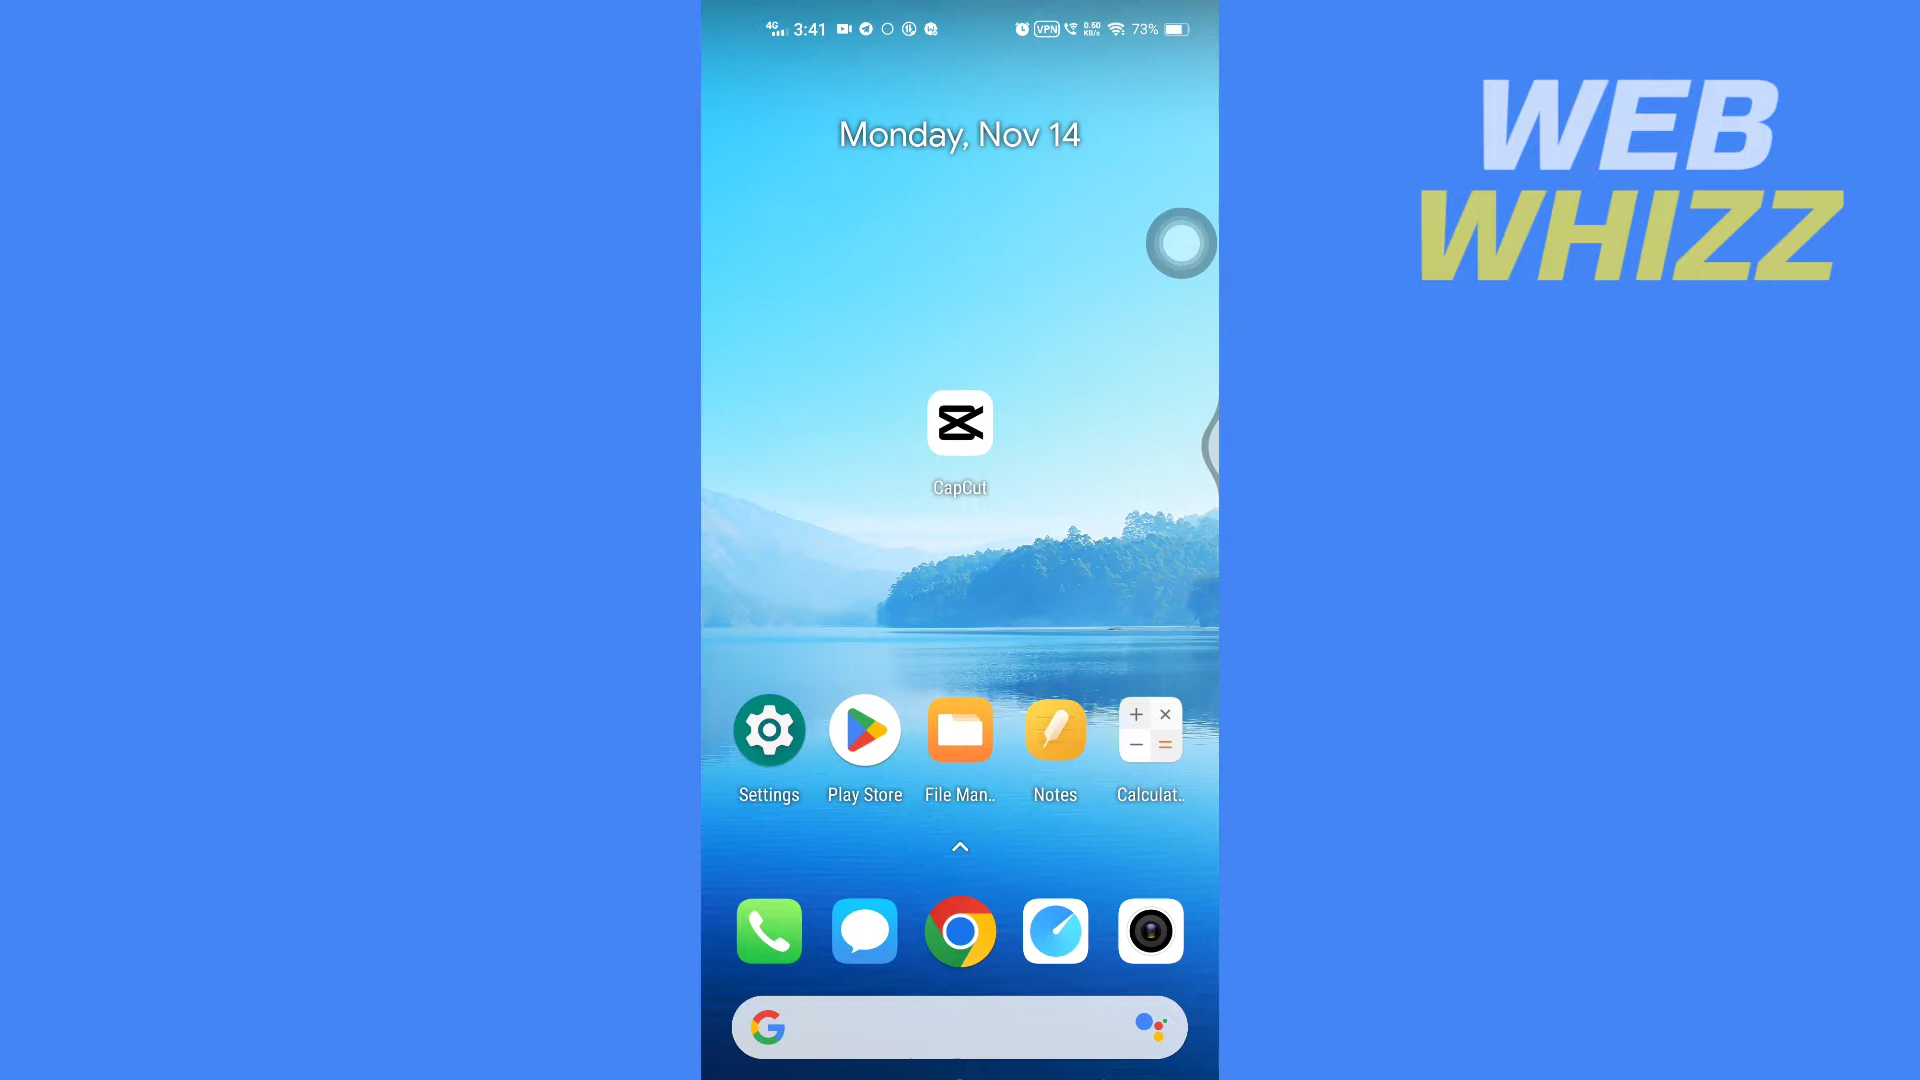 4G 3:41 VPN 0.50 KB/s 73%
WEB
WHIZZ
Monday, Nov 14
CapCut
Settings Play Store File Man.. Notes Calculat..